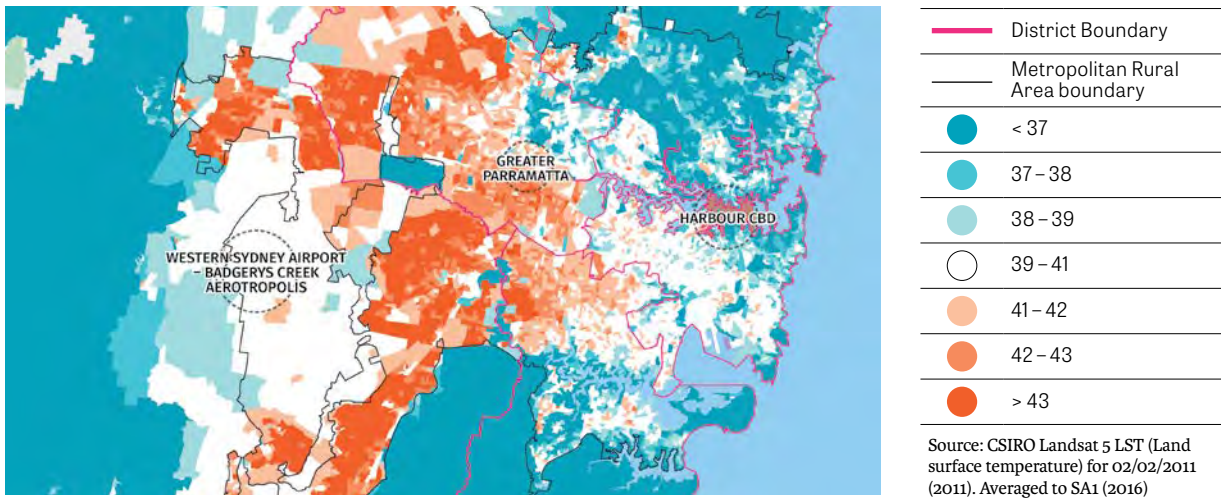 GREATER
PARRAMATTA
HARBOUR CBD
WESTERN SYDNEY AIRPORT
– BADGERYS CREEK
AEROTROPOLIS
District Boundary
Metropolitan Rural
Area boundary
< 37
37 – 38
38 – 39
39 – 41
41 – 42
42 – 43
> 43
Source: CSIRO Landsat 5 LST (Land
surface temperature) for 02/02/2011
(2011). Averaged to SA1 (2016)